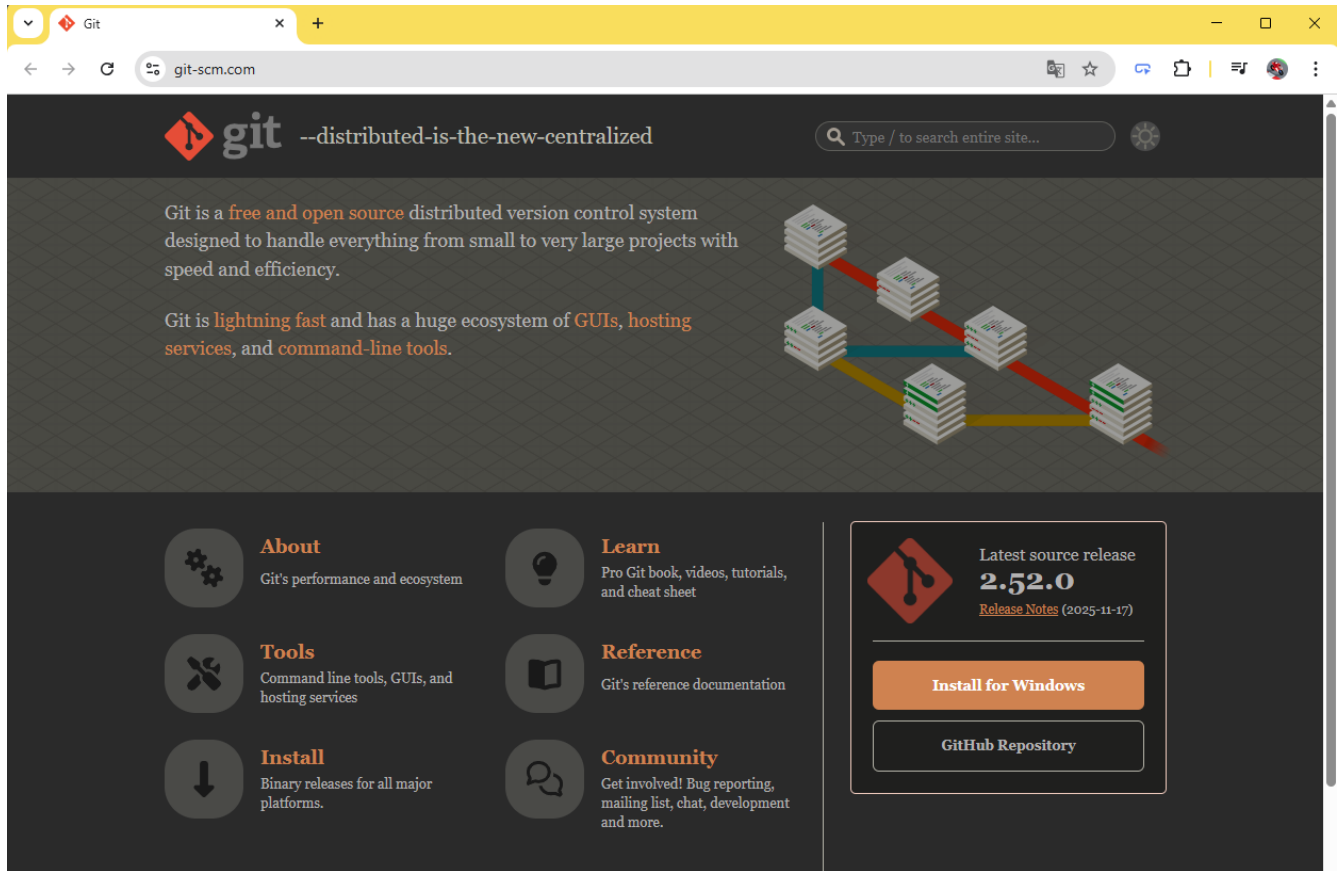 Git
git-scm.com
git --distributed-is-the-new-centralized
Type / to search entire site...
Git is a free and open source distributed version control system
designed to handle everything from small to very large projects with
speed and efficiency.
Git is lightning fast and has a huge ecosystem of GUIs, hosting
services, and command-line tools.
About
Git's performance and ecosystem
Learn
Pro Git book, videos, tutorials,
and cheat sheet
Tools
Command line tools, GUIs, and
hosting services
Reference
Git's reference documentation
Install
Binary releases for all major
platforms.
Community
Get involved! Bug reporting,
mailing list, chat, development
and more.
Latest source release
2.52.0
Release Notes (2025-11-17)
Install for Windows
GitHub Repository